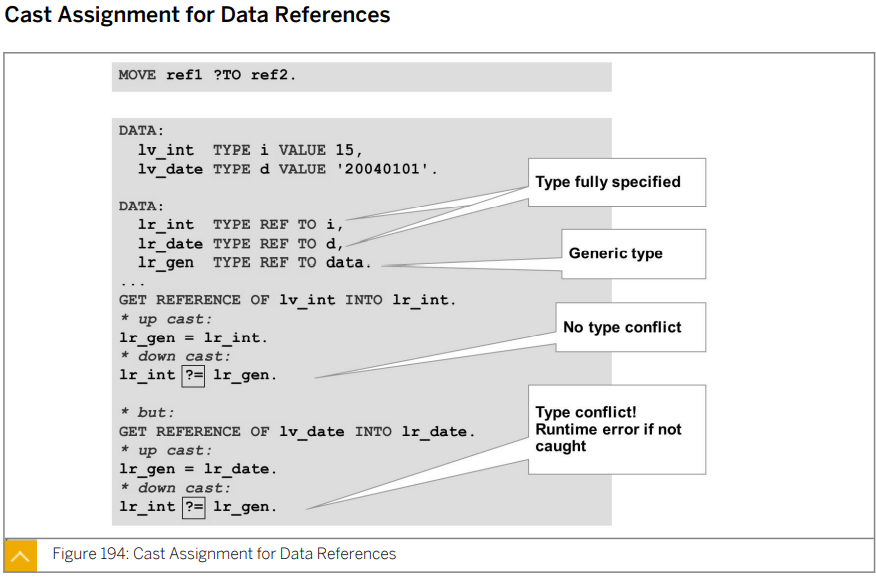 Cast Assignment for Data References
MOVE ref1 ?TO ref2.
DATA:
lv_int TYPE i VALUE 15,
lv_date TYPE d VALUE '20040101'.
Type fully specified
DATA:
lr_int TYPE REF TO i,
lr_date TYPE REF TO d,
lr_gen TYPE REF TO data.
Generic type
...
GET REFERENCE OF lv_int INTO lr_int.
* up cast:
lr_gen = lr_int.
No type conflict
* down cast:
lr_int ?= lr_gen.
* but:
GET REFERENCE OF lv_date INTO lr_date.
Type conflict!
Runtime error if not
caught
* up cast:
lr_gen = lr_date.
* down cast:
lr_int ?= lr_gen.
Figure 194: Cast Assignment for Data References